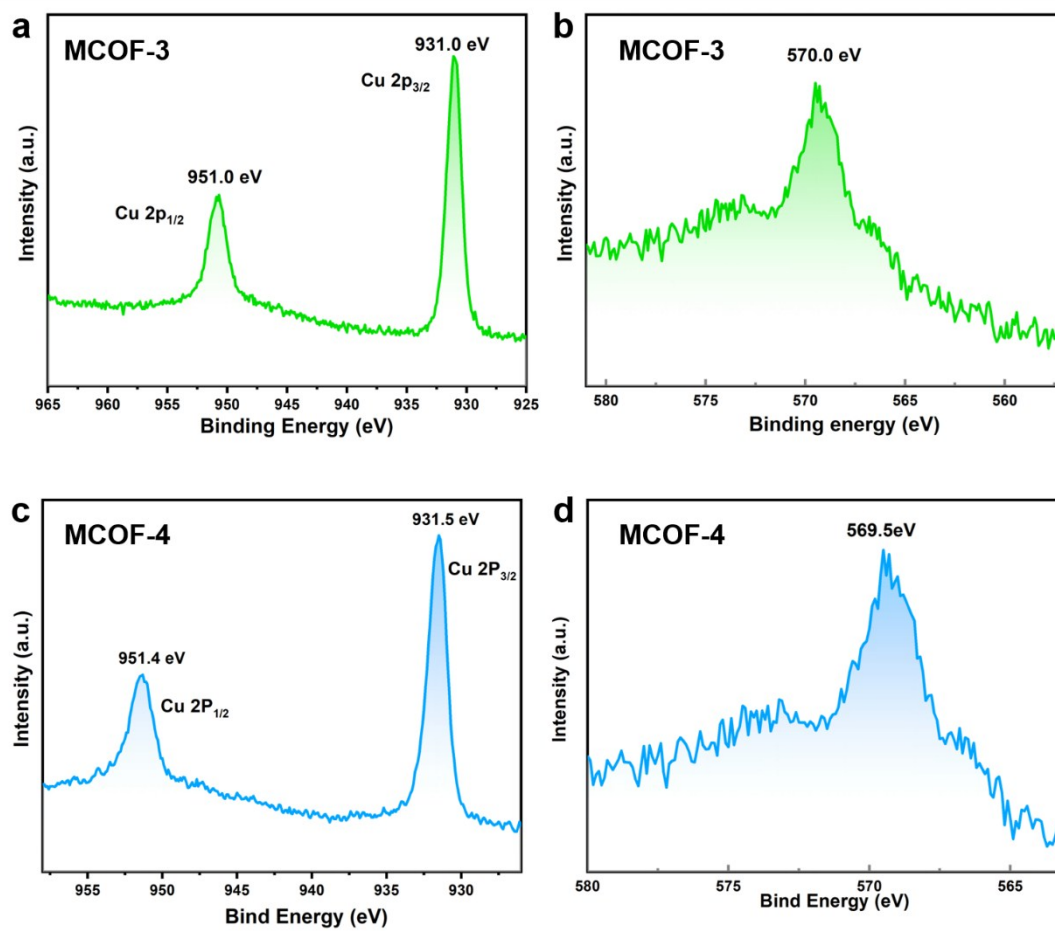 a
MCOF-3
931.0 eV
Cu 2p3/2
951.0 eV
Cu 2p1/2
Intensity (a.u.)
965 960 955 950 945 940 935 930 925
Binding Energy (eV)
b
MCOF-3
570.0 eV
Intensity (a.u.)
580 575 570 565 560
Binding energy (eV)
c
MCOF-4
931.5 eV
Cu 2P3/2
951.4 eV
Cu 2P1/2
Intensity (a.u.)
955 950 945 940 935 930
Bind Energy (eV)
d
MCOF-4
569.5eV
Intensity (a.u.)
580 575 570 565
Bind Energy (eV)